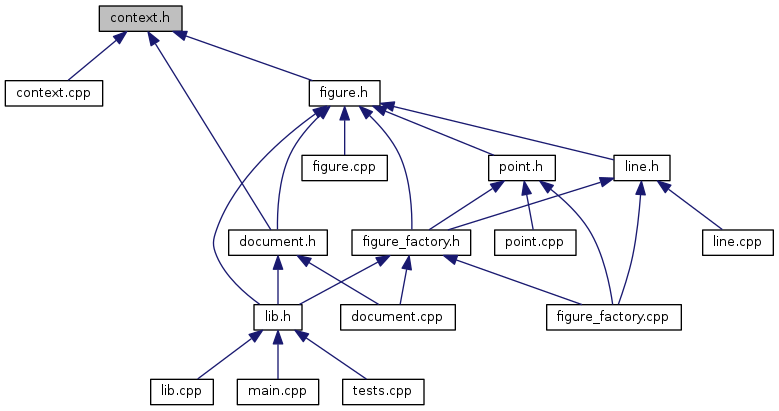 context.h
context.cpp
figure.h
figure.cpp
point.h
line.h
document.h
figure_factory.h
point.cpp
line.cpp
lib.h
document.cpp
figure_factory.cpp
lib.cpp
main.cpp
tests.cpp